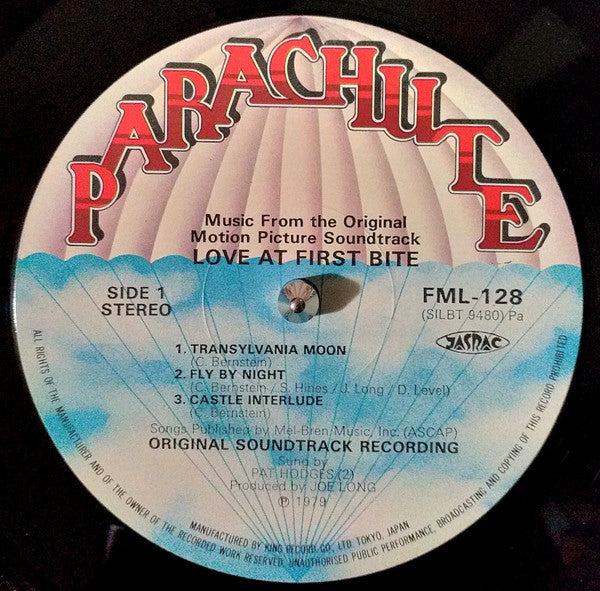 PARACHUTE
Music From the Original
Motion Picture Soundtrack
LOVE AT FIRST BITE
SIDE 1
STEREO
FML-128
(SILBT 9480) Pa
JASRAC
1. TRANSYLVANIA MOON
(C. Bernstein)
2. FLY BY NIGHT
(C. Bernstein / S. Hines / J. Long / D. Level)
3. CASTLE INTERLUDE
(C. Bernstein)
Songs Published by Mel-Bren Music, Inc. (ASCAP)
ORIGINAL SOUNDTRACK RECORDING
Sung by
PAT HODGES (2)
Produced by JOE LONG
℗ 1979
MANUFACTURED BY KING RECORD CO., LTD. TOKYO, JAPAN
ALL RIGHTS OF THE MANUFACTURER AND OF THE OWNER OF THE RECORDED WORK RESERVED. UNAUTHORISED PUBLIC PERFORMANCE, BROADCASTING AND COPYING OF THIS RECORD PROHIBITED